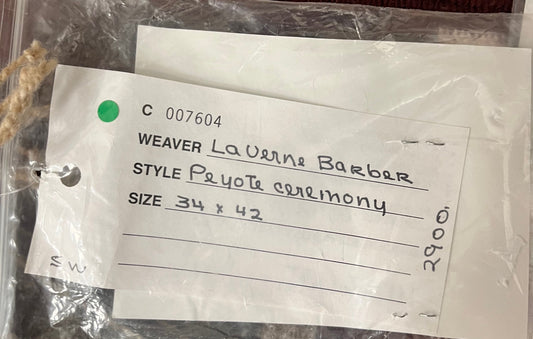 C 007604
WEAVER LaVerne Barber
STYLE Peyote ceremony
SIZE 34 x 42
2900.
SW